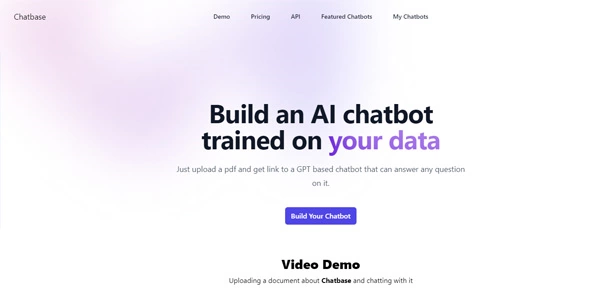 Chatbase
Demo
Pricing
API
Featured Chatbots
My Chatbots
Build an AI chatbot
trained on your data
Just upload a pdf and get link to a GPT based chatbot that can answer any question
on it.
Build Your Chatbot
Video Demo
Uploading a document about Chatbase and chatting with it